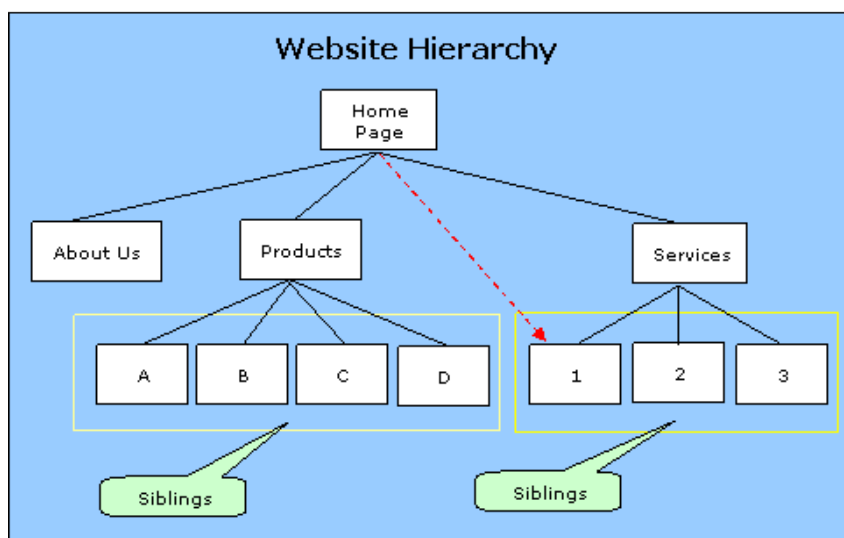 Website Hierarchy
Home
Page
About Us
Products
Services
A
B
C
D
1
2
3
Siblings
Siblings